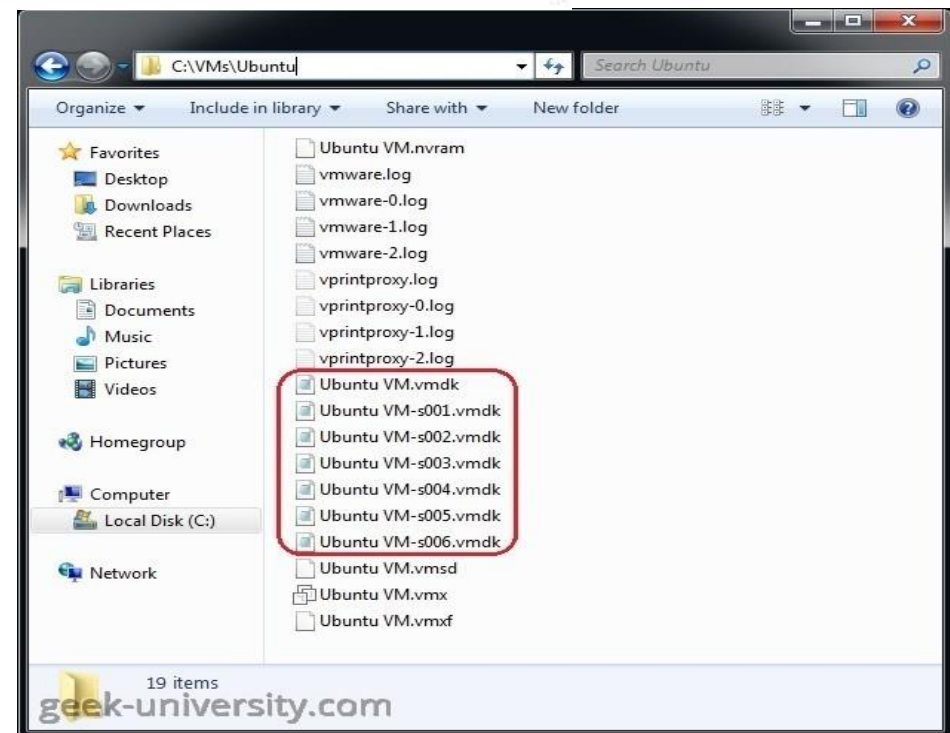 C:\VMs\Ubuntu
Search Ubuntu
Organize
Include in library
Share with
New folder
Favorites
Desktop
Downloads
Recent Places
Libraries
Documents
Music
Pictures
Videos
Homegroup
Computer
Local Disk (C:)
Network
Ubuntu VM.nvram
vmware.log
vmware-0.log
vmware-1.log
vmware-2.log
vprintproxy.log
vprintproxy-0.log
vprintproxy-1.log
vprintproxy-2.log
Ubuntu VM.vmdk
Ubuntu VM-s001.vmdk
Ubuntu VM-s002.vmdk
Ubuntu VM-s003.vmdk
Ubuntu VM-s004.vmdk
Ubuntu VM-s005.vmdk
Ubuntu VM-s006.vmdk
Ubuntu VM.vmsd
Ubuntu VM.vmx
Ubuntu VM.vmxf
19 items
geek-university.com